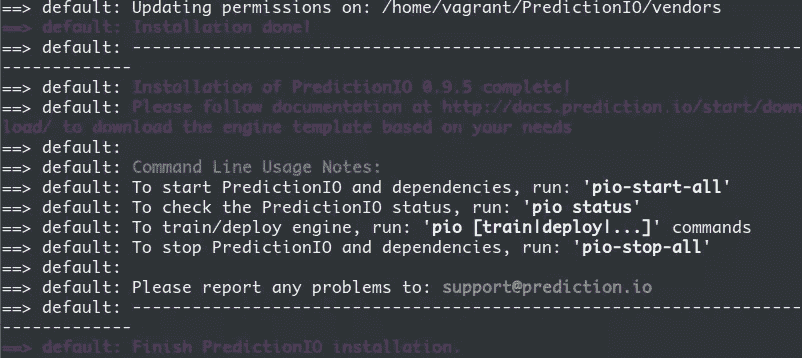 ==> default: Updating permissions on: /home/vagrant/PredictionIO/vendors
==> default: Installation done!
==> default: --------------------------------------------------------------------
-------------
==> default: Installation of PredictionIO 0.9.5 complete!
==> default: Please follow documentation at http://docs.prediction.io/start/down
load/ to download the engine template based on your needs
==> default:
==> default: Command Line Usage Notes:
==> default: To start PredictionIO and dependencies, run: 'pio-start-all'
==> default: To check the PredictionIO status, run: 'pio status'
==> default: To train/deploy engine, run: 'pio [train|deploy|...]' commands
==> default: To stop PredictionIO and dependencies, run: 'pio-stop-all'
==> default:
==> default: Please report any problems to: support@prediction.io
==> default: --------------------------------------------------------------------
-------------
==> default: Finish PredictionIO installation.